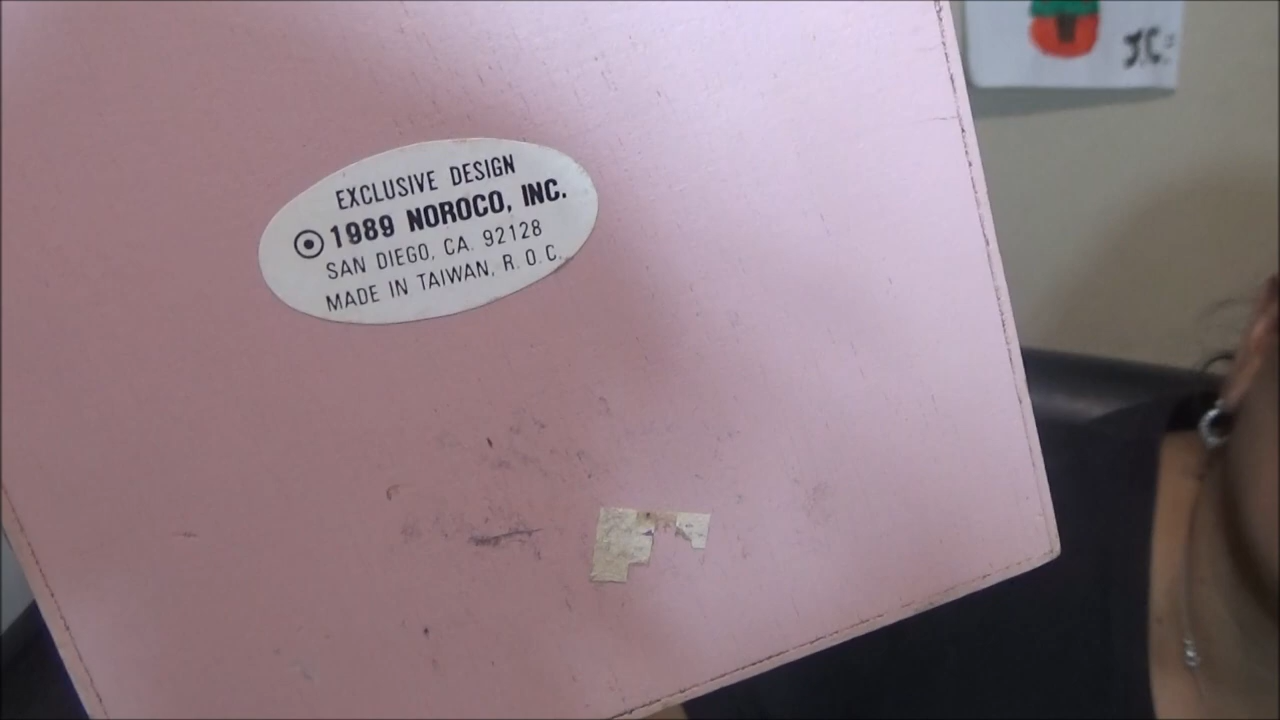 EXCLUSIVE DESIGN
⊙ 1989 NOROCO, INC.
SAN DIEGO, CA. 92128
MADE IN TAIWAN, R. O. C.
J.C.